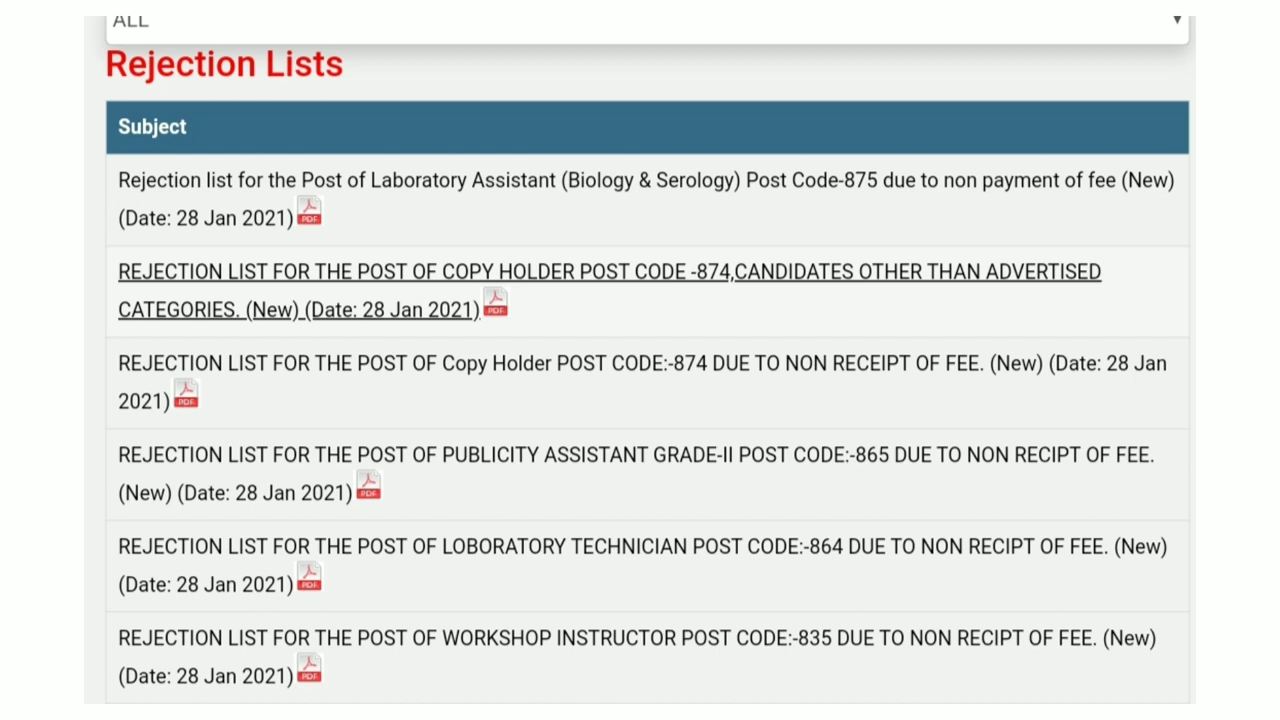 ALL
Rejection Lists
Subject
Rejection list for the Post of Laboratory Assistant (Biology & Serology) Post Code-875 due to non payment of fee (New)
(Date: 28 Jan 2021) PDF
REJECTION LIST FOR THE POST OF COPY HOLDER POST CODE -874,CANDIDATES OTHER THAN ADVERTISED
CATEGORIES. (New) (Date: 28 Jan 2021) PDF
REJECTION LIST FOR THE POST OF Copy Holder POST CODE:-874 DUE TO NON RECEIPT OF FEE. (New) (Date: 28 Jan
2021) PDF
REJECTION LIST FOR THE POST OF PUBLICITY ASSISTANT GRADE-II POST CODE:-865 DUE TO NON RECIPT OF FEE.
(New) (Date: 28 Jan 2021) PDF
REJECTION LIST FOR THE POST OF LOBORATORY TECHNICIAN POST CODE:-864 DUE TO NON RECIPT OF FEE. (New)
(Date: 28 Jan 2021) PDF
REJECTION LIST FOR THE POST OF WORKSHOP INSTRUCTOR POST CODE:-835 DUE TO NON RECIPT OF FEE. (New)
(Date: 28 Jan 2021) PDF